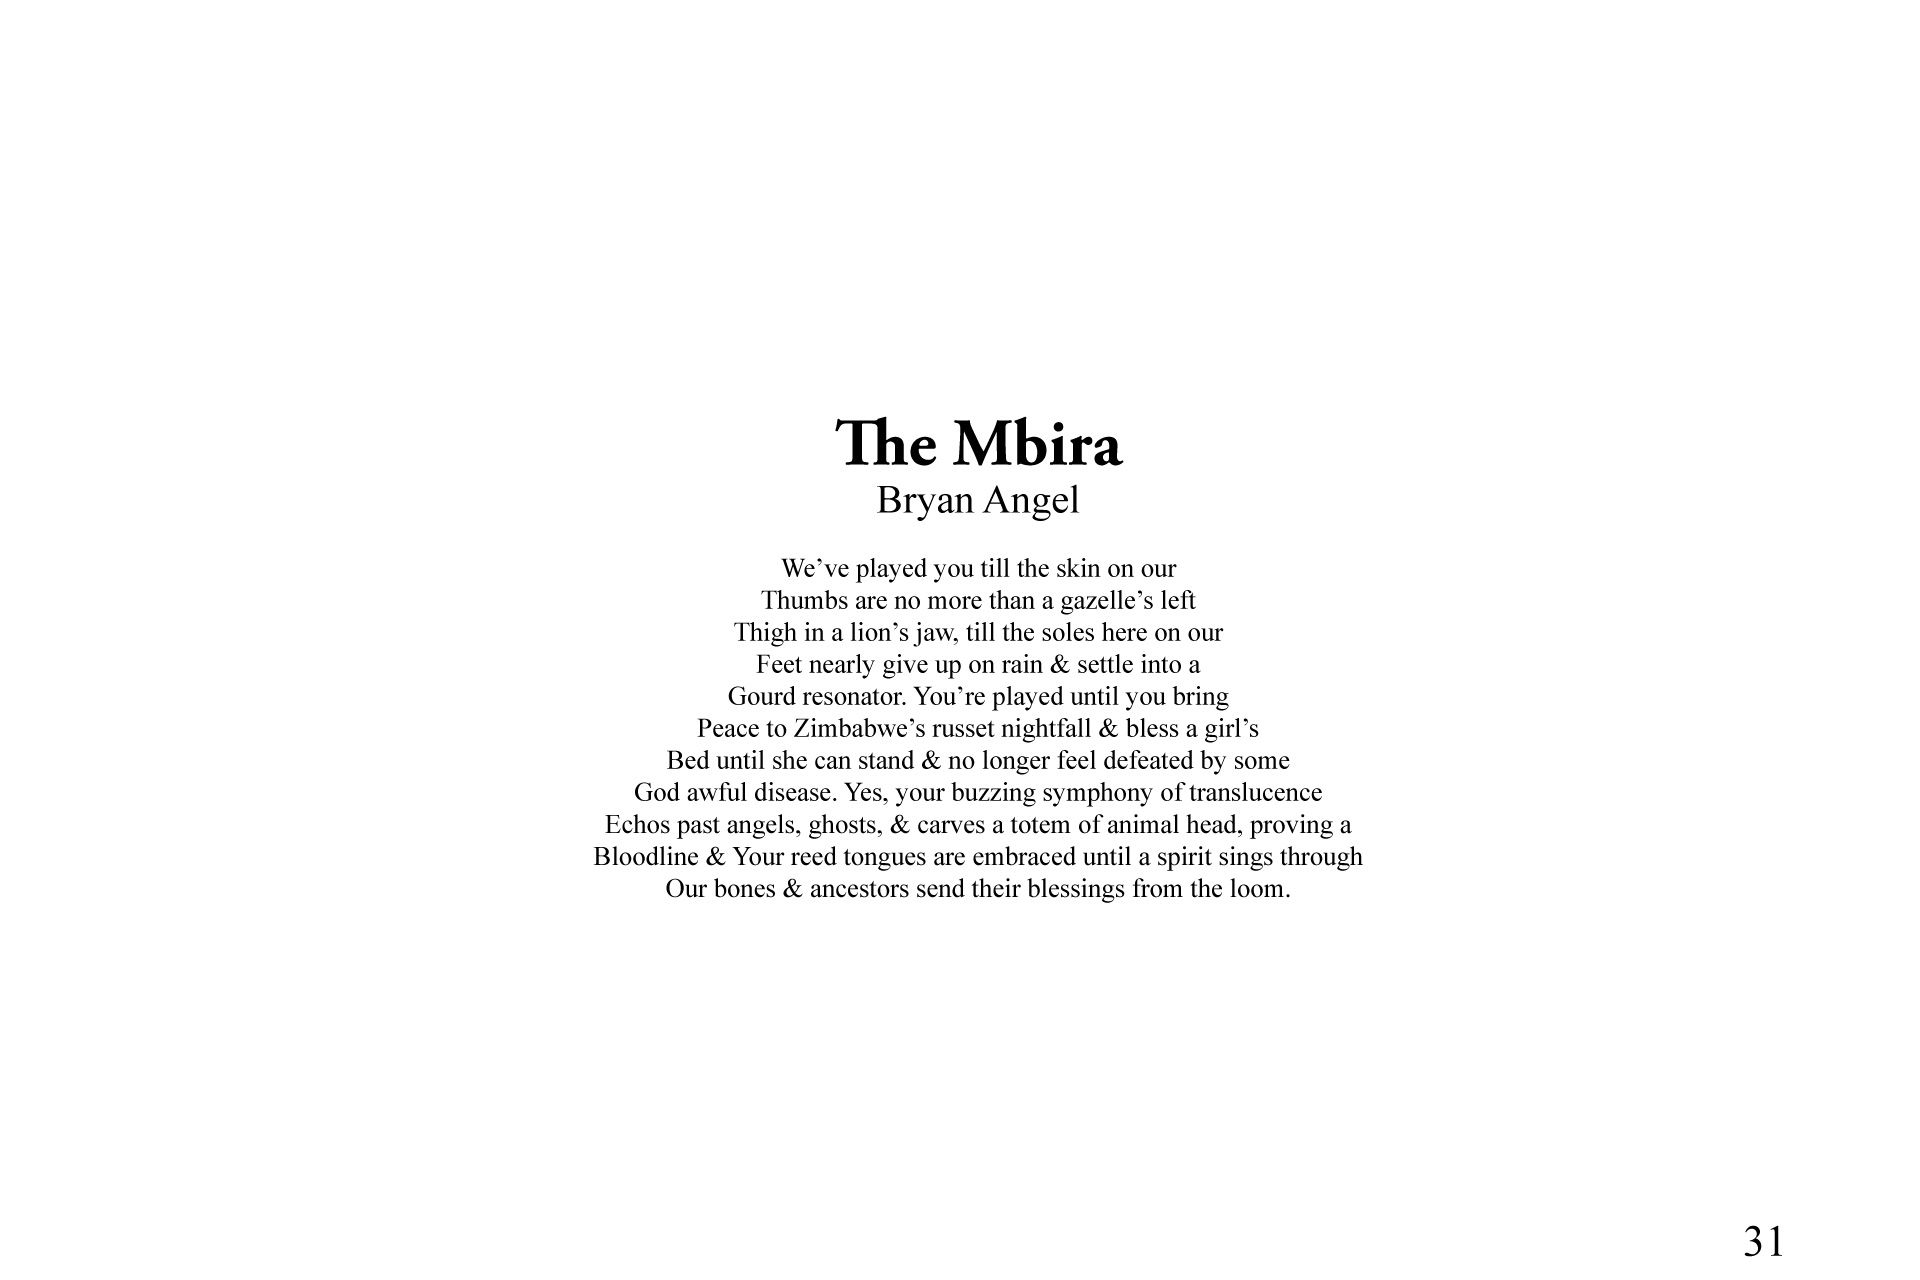 The Mbira
Bryan Angel
We’ve played you till the skin on our
Thumbs are no more than a gazelle’s left
Thigh in a lion’s jaw, till the soles here on our
Feet nearly give up on rain & settle into a
Gourd resonator. You’re played until you bring
Peace to Zimbabwe’s russet nightfall & bless a girl’s
Bed until she can stand & no longer feel defeated by some
God awful disease. Yes, your buzzing symphony of translucence
Echos past angels, ghosts, & carves a totem of animal head, proving a
Bloodline & Your reed tongues are embraced until a spirit sings through
Our bones & ancestors send their blessings from the loom.
31